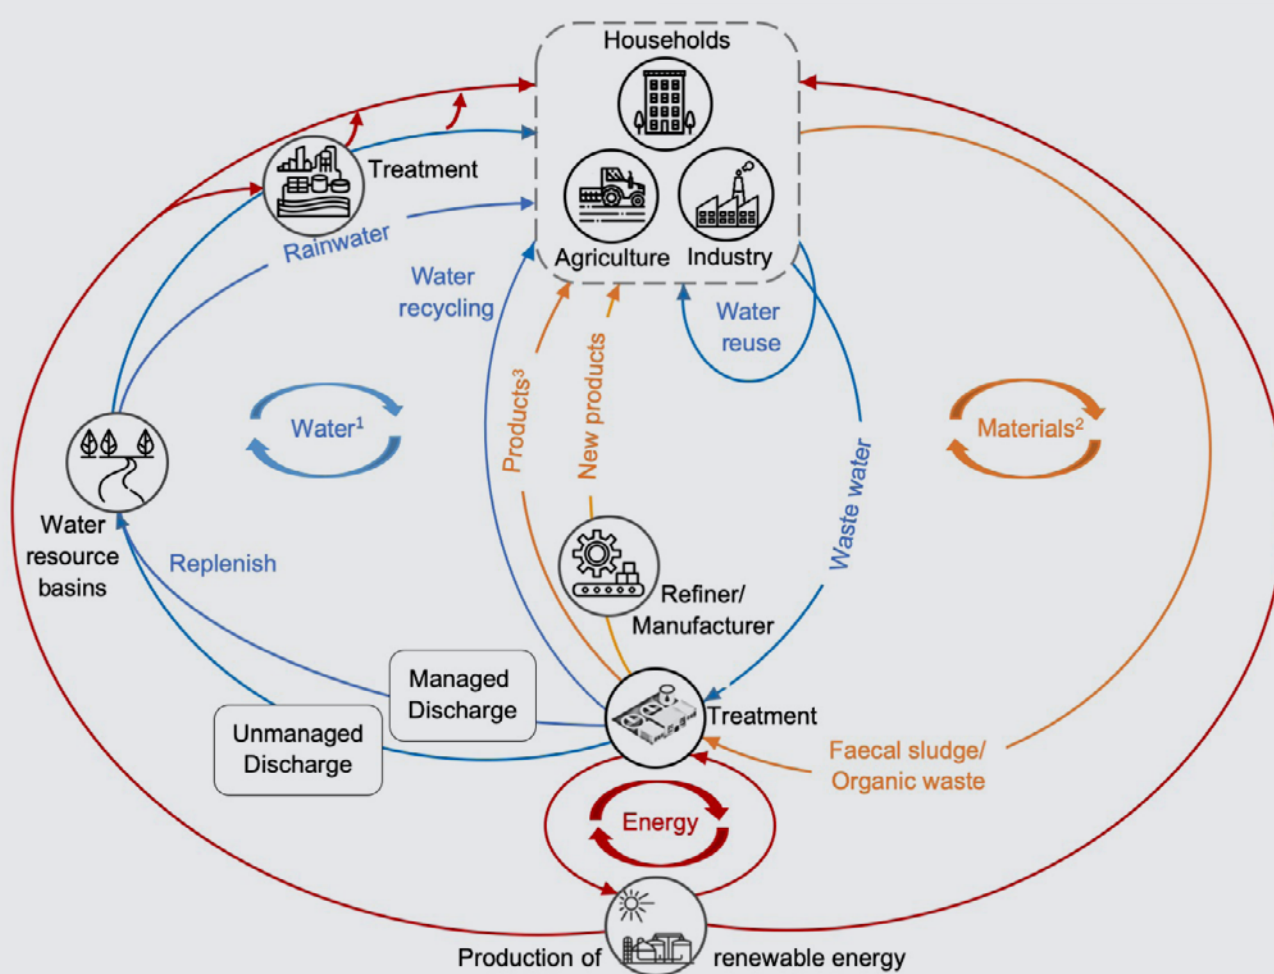 Households
Treatment
Rainwater
Agriculture
Industry
Water
recycling
Water
reuse
Products³
New products
Water¹
Materials²
Waste water
Water
resource
basins
Replenish
Refiner/
Manufacturer
Managed
Discharge
Unmanaged
Discharge
Treatment
Faecal sludge/
Organic waste
Energy
Production of renewable energy